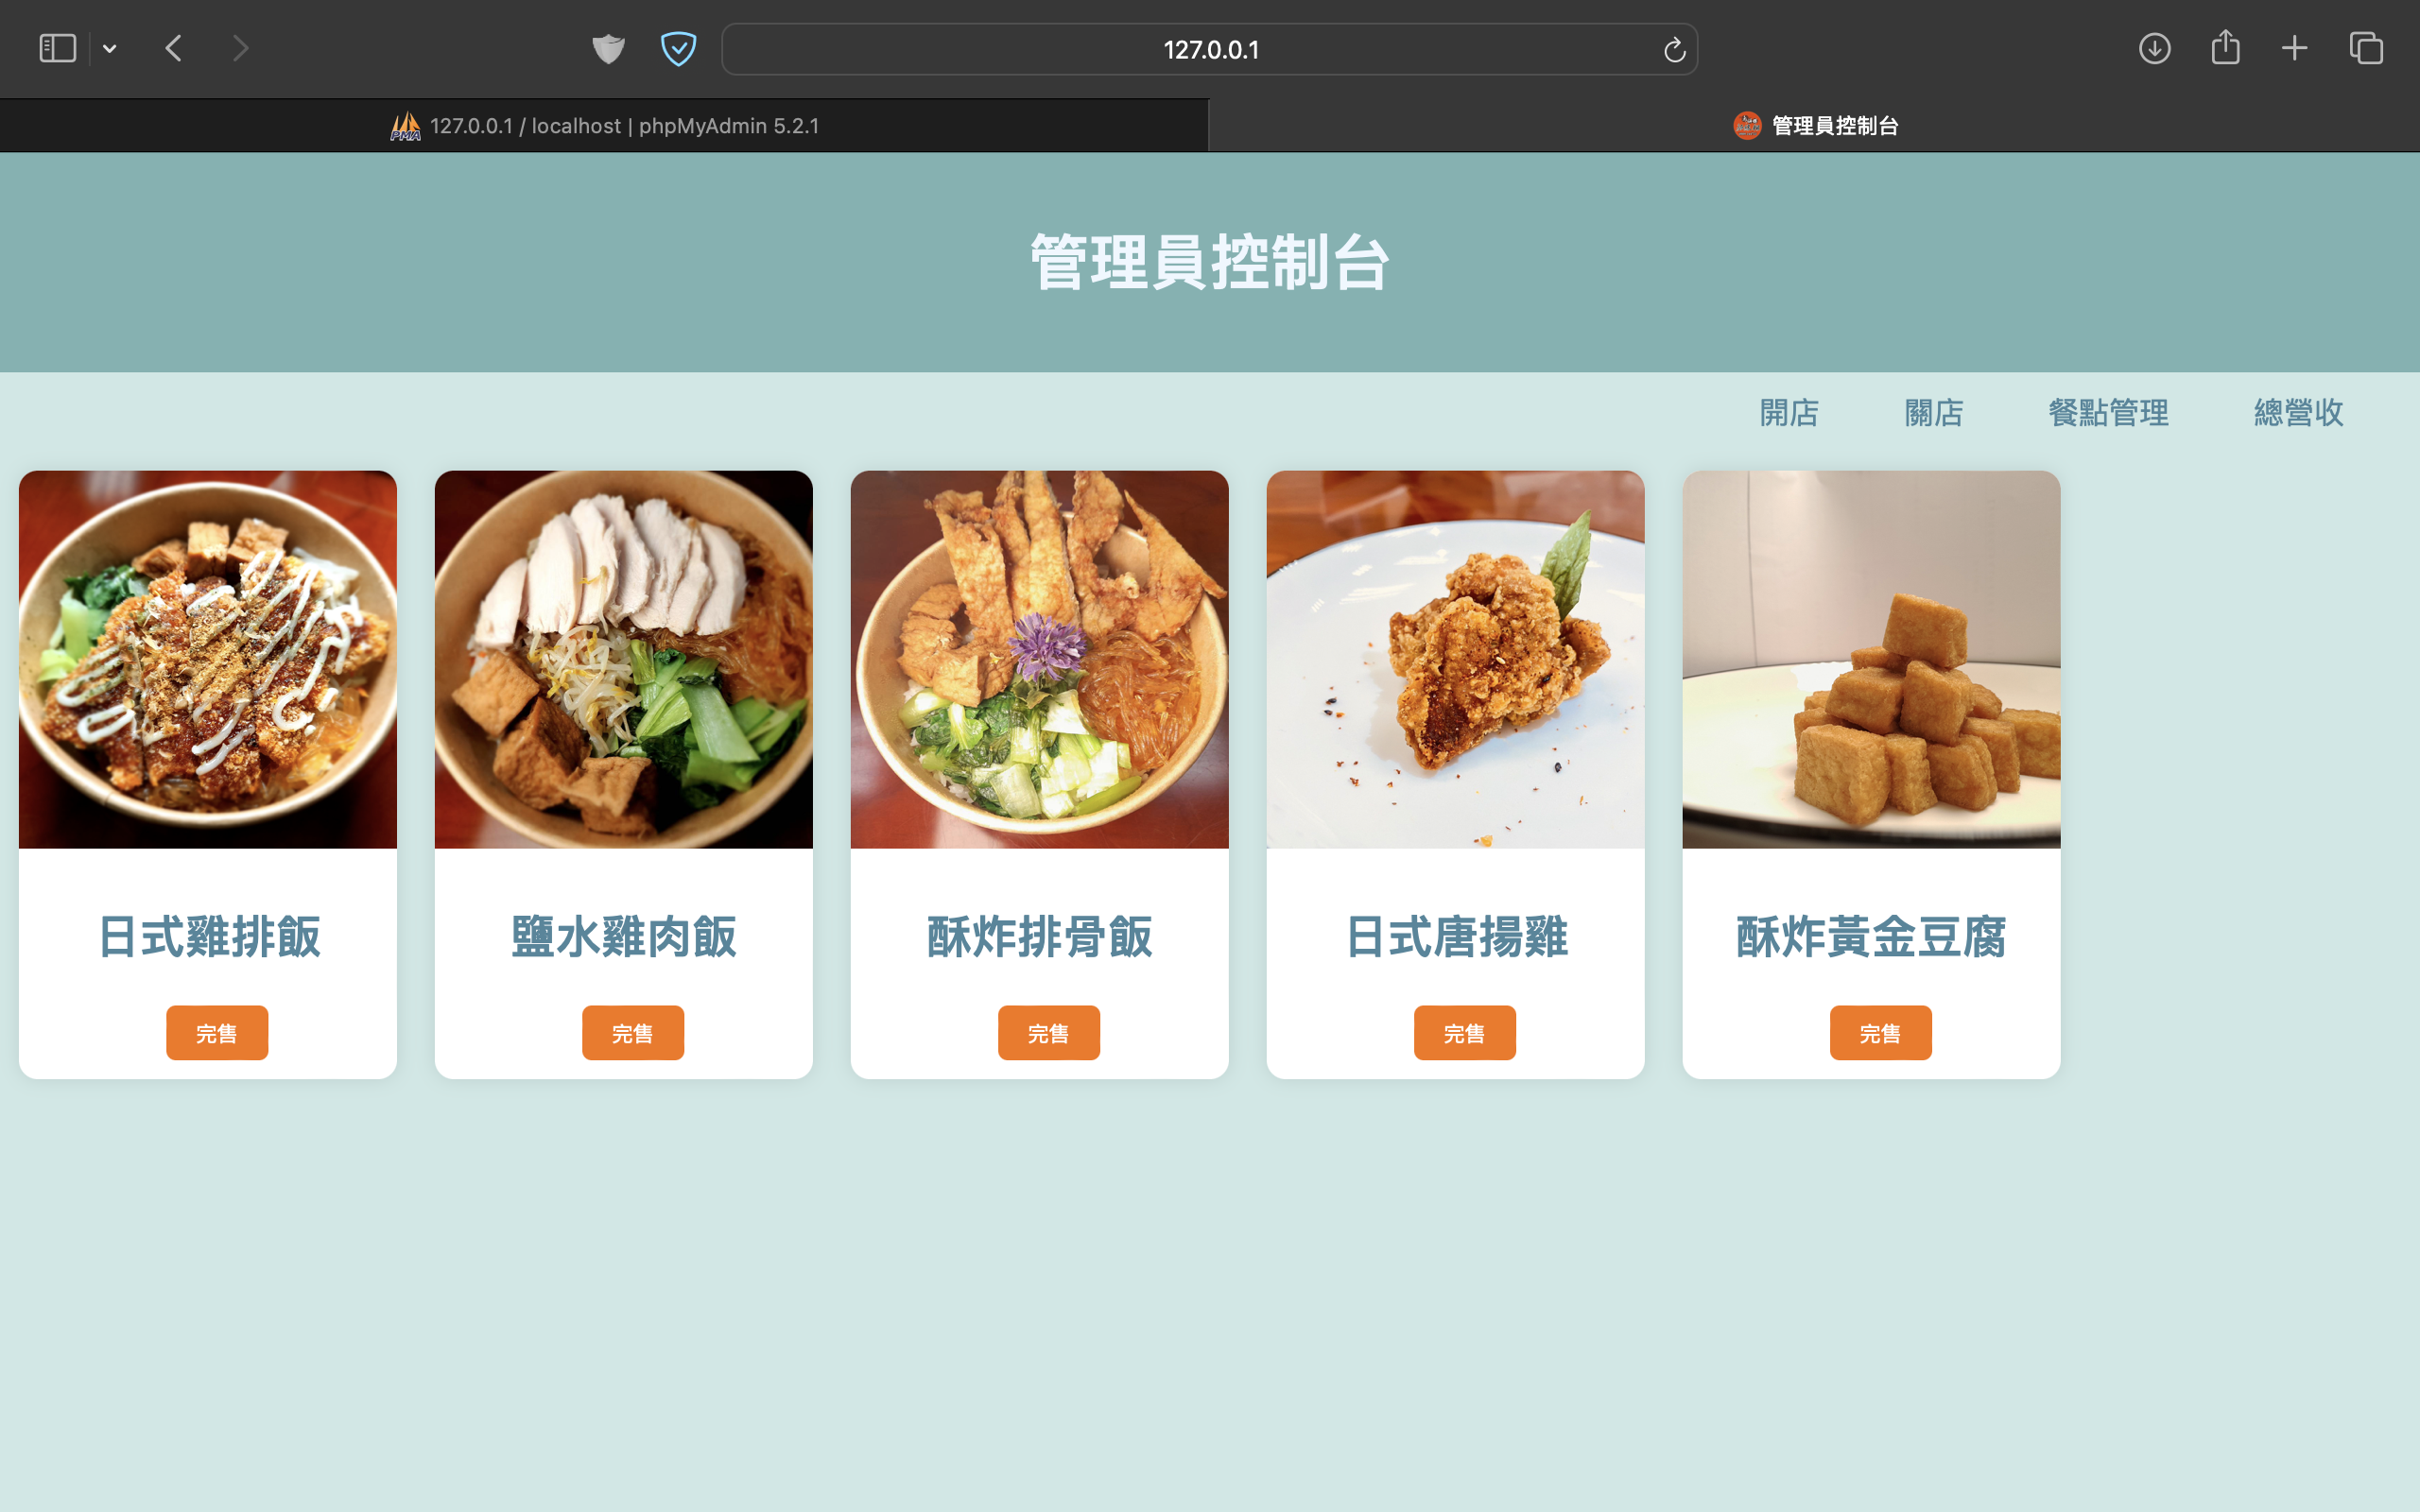 127.0.0.1
127.0.0.1 / localhost | phpMyAdmin 5.2.1
管理員控制台
管理員控制台
開店 關店 餐點管理 總營收
日式雞排飯 鹽水雞肉飯 酥炸排骨飯 日式唐揚雞 酥炸黃金豆腐
完售 完售 完售 完售 完售